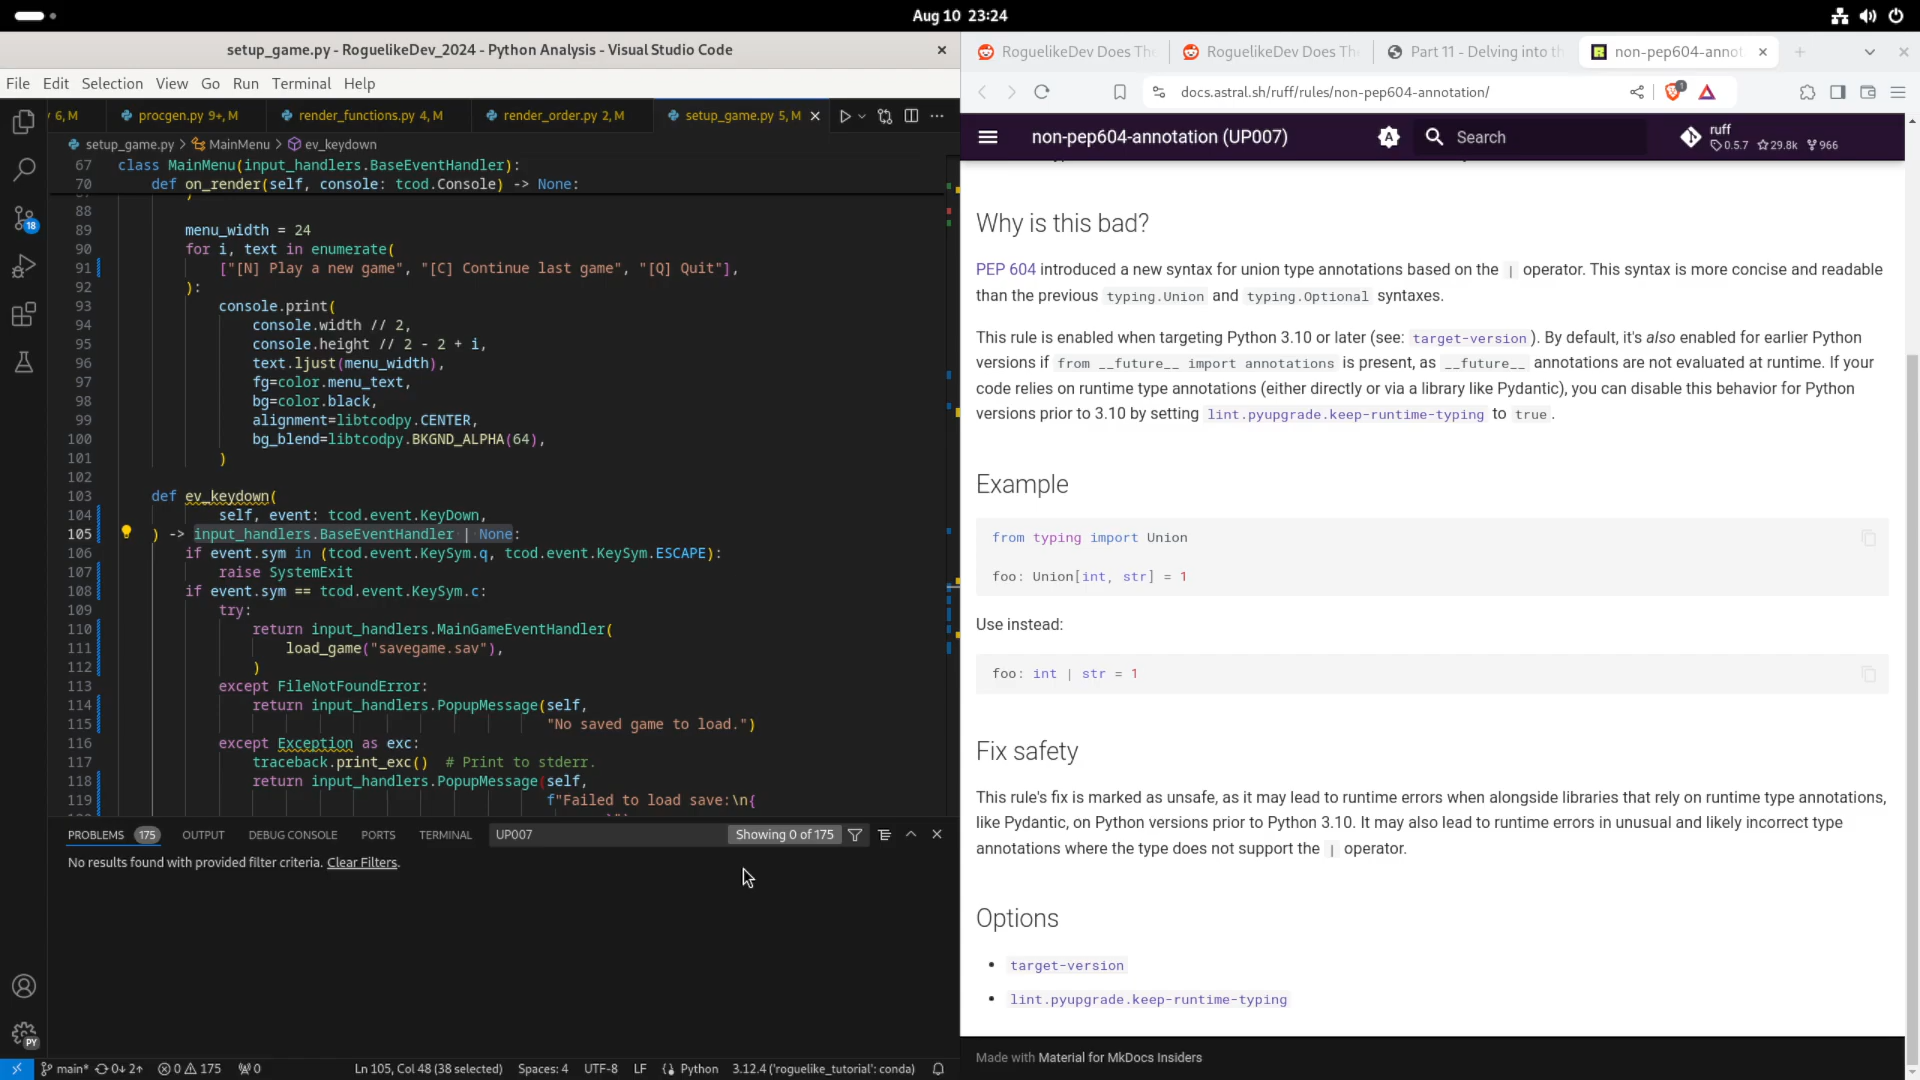 Aug 10 23:24
setup_game.py - RoguelikeDev_2024 - Python Analysis - Visual Studio Code
File Edit Selection View Go Run Terminal Help
6, M
procgen.py 9+, M
render_functions.py 4, M
render_order.py 2, M
setup_game.py 5, M
setup_game.py > MainMenu > ev_keydown
67 class MainMenu(input_handlers.BaseEventHandler):
70 def on_render(self, console: tcod.Console) -> None:
88
89 menu_width = 24
90 for i, text in enumerate(
91 ["[N] Play a new game", "[C] Continue last game", "[Q] Quit"],
92 ):
93 console.print(
94 console.width // 2,
95 console.height // 2 - 2 + i,
96 text.ljust(menu_width),
97 fg=color.menu_text,
98 bg=color.black,
99 alignment=libtcodpy.CENTER,
100 bg_blend=libtcodpy.BKGND_ALPHA(64),
101 )
102
103 def ev_keydown(
104 self, event: tcod.event.KeyDown,
105 ) -> input_handlers.BaseEventHandler | None:
106 if event.sym in (tcod.event.KeySym.q, tcod.event.KeySym.ESCAPE):
107 raise SystemExit
108 if event.sym == tcod.event.KeySym.c:
109 try:
110 return input_handlers.MainGameEventHandler(
111 load_game("savegame.sav"),
112 )
113 except FileNotFoundError:
114 return input_handlers.PopupMessage(self,
115 "No saved game to load.")
116 except Exception as exc:
117 traceback.print_exc() # Print to stderr.
118 return input_handlers.PopupMessage(self,
119 f"Failed to load save:\n{
PROBLEMS 175 OUTPUT DEBUG CONSOLE PORTS TERMINAL UP007 Showing 0 of 175
No results found with provided filter criteria. Clear Filters.
18
PY
main* 0↓ 2↑ 0 175 0 Ln 105, Col 48 (38 selected) Spaces: 4 UTF-8 LF Python 3.12.4 ('roguelike_tutorial': conda)
RoguelikeDev Does The
RoguelikeDev Does The
Part 11 - Delving into th
non-pep604-annot
docs.astral.sh/ruff/rules/non-pep604-annotation/
1
non-pep604-annotation (UP007)
Search
ruff
0.5.7 29.8k 966
Why is this bad?
PEP 604 introduced a new syntax for union type annotations based on the | operator. This syntax is more concise and readable
than the previous typing.Union and typing.Optional syntaxes.
This rule is enabled when targeting Python 3.10 or later (see: target-version). By default, it's also enabled for earlier Python
versions if from __future__ import annotations is present, as __future__ annotations are not evaluated at runtime. If your
code relies on runtime type annotations (either directly or via a library like Pydantic), you can disable this behavior for Python
versions prior to 3.10 by setting lint.pyupgrade.keep-runtime-typing to true.
Example
from typing import Union
foo: Union[int, str] = 1
Use instead:
foo: int | str = 1
Fix safety
This rule's fix is marked as unsafe, as it may lead to runtime errors when alongside libraries that rely on runtime type annotations,
like Pydantic, on Python versions prior to Python 3.10. It may also lead to runtime errors in unusual and likely incorrect type
annotations where the type does not support the | operator.
Options
target-version
lint.pyupgrade.keep-runtime-typing
Made with Material for MkDocs Insiders